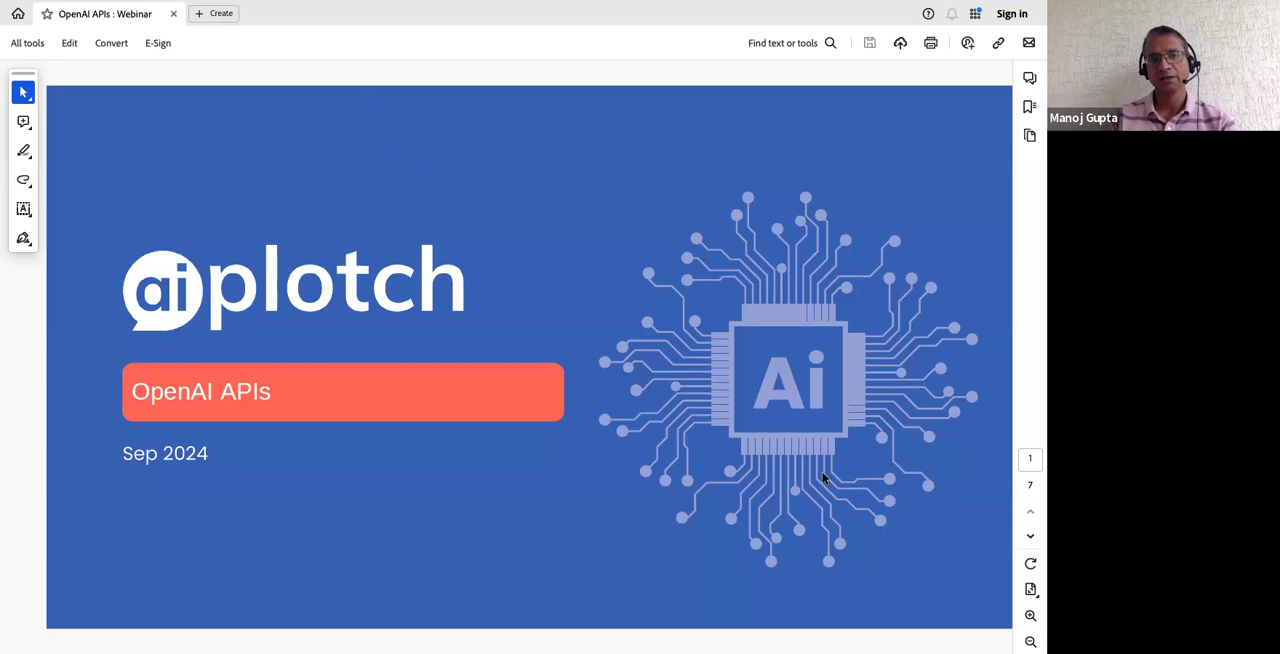 OpenAI APIs : Webinar
Create
Sign in
All tools
Edit
Convert
E-Sign
Find text or tools
Manoj Gupta
aiplotch
OpenAI APIs
Sep 2024
Ai
1
7